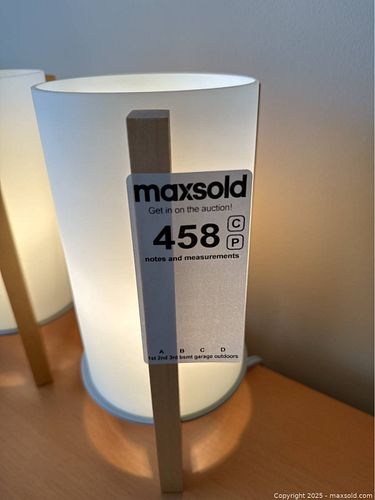 maxsold
Get in on the auction!
458 C
P
notes and measurements
A B C D
1st 2nd 3rd bsmt garage outdoors
Copyright 2025 - maxsold.com